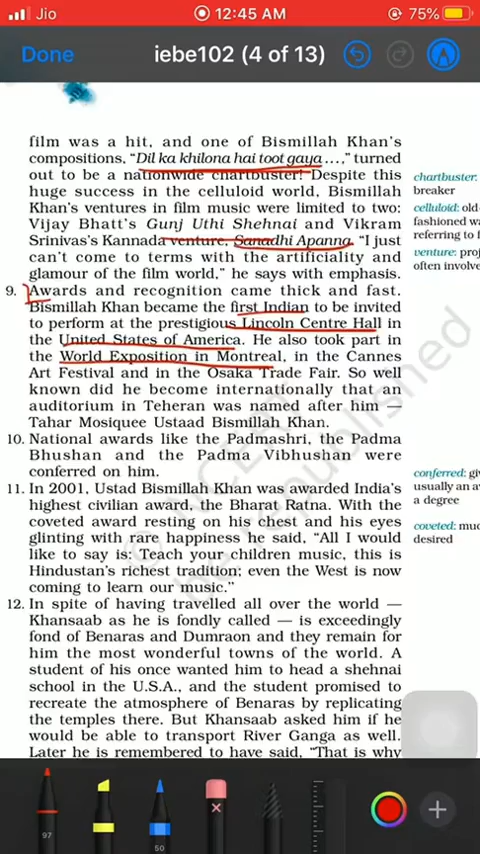 Jio 12:45 AM 75%
Done iebe102 (4 of 13)
film was a hit, and one of Bismillah Khan's
compositions, “Dil ka khilona hai toot gaya ...,” turned
out to be a nationwide chartbuster! Despite this
huge success in the celluloid world, Bismillah
Khan's ventures in film music were limited to two:
Vijay Bhatt's Gunj Uthi Shehnai and Vikram
Srinivas's Kannada venture, Sanadhi Apanna. “I just
can't come to terms with the artificiality and
glamour of the film world,” he says with emphasis.
9. Awards and recognition came thick and fast.
Bismillah Khan became the first Indian to be invited
to perform at the prestigious Lincoln Centre Hall in
the United States of America. He also took part in
the World Exposition in Montreal, in the Cannes
Art Festival and in the Osaka Trade Fair. So well
known did he become internationally that an
auditorium in Teheran was named after him —
Tahar Mosiquee Ustaad Bismillah Khan.
10. National awards like the Padmashri, the Padma
Bhushan and the Padma Vibhushan were
conferred on him.
11. In 2001, Ustad Bismillah Khan was awarded India's
highest civilian award, the Bharat Ratna. With the
coveted award resting on his chest and his eyes
glinting with rare happiness he said, “All I would
like to say is: Teach your children music, this is
Hindustan's richest tradition; even the West is now
coming to learn our music.”
12. In spite of having travelled all over the world —
Khansaab as he is fondly called — is exceedingly
fond of Benaras and Dumraon and they remain for
him the most wonderful towns of the world. A
student of his once wanted him to head a shehnai
school in the U.S.A., and the student promised to
recreate the atmosphere of Benaras by replicating
the temples there. But Khansaab asked him if he
would be able to transport River Ganga as well.
Later he is remembered to have said, “That is why
chartbuster:
breaker
celluloid: old-
fashioned wa
referring to f
venture: proj
often involve
conferred: giv
usually an av
a degree
coveted: muc
desired
be republished
97
50